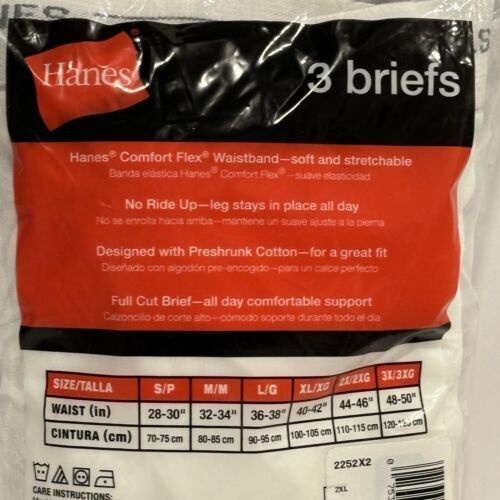 Hanes
3 briefs
Hanes® Comfort Flex® Waistband—soft and stretchable
Banda elástica Hanes® Comfort Flex®—suave elasticidad
No Ride Up—leg stays in place all day
No se enrolla hacia arriba—mantiene un suave ajuste a la pierna
Designed with Preshrunk Cotton—for a great fit
Diseñado con algodón pre-encogido—para un calce perfecto
Full Cut Brief—all day comfortable support
Calzoncillo de corte alto—cómodo soporte durante todo el día
SIZE/TALLA S/P M/M L/G XL/XG 2X/2XG 3X/3XG
WAIST (in) 28-30" 32-34" 36-38" 40-42" 44-46" 48-50"
CINTURA (cm) 70-75 cm 80-85 cm 90-95 cm 100-105 cm 110-115 cm 120-125 cm
2252X2
2XL
CARE INSTRUCTIONS: